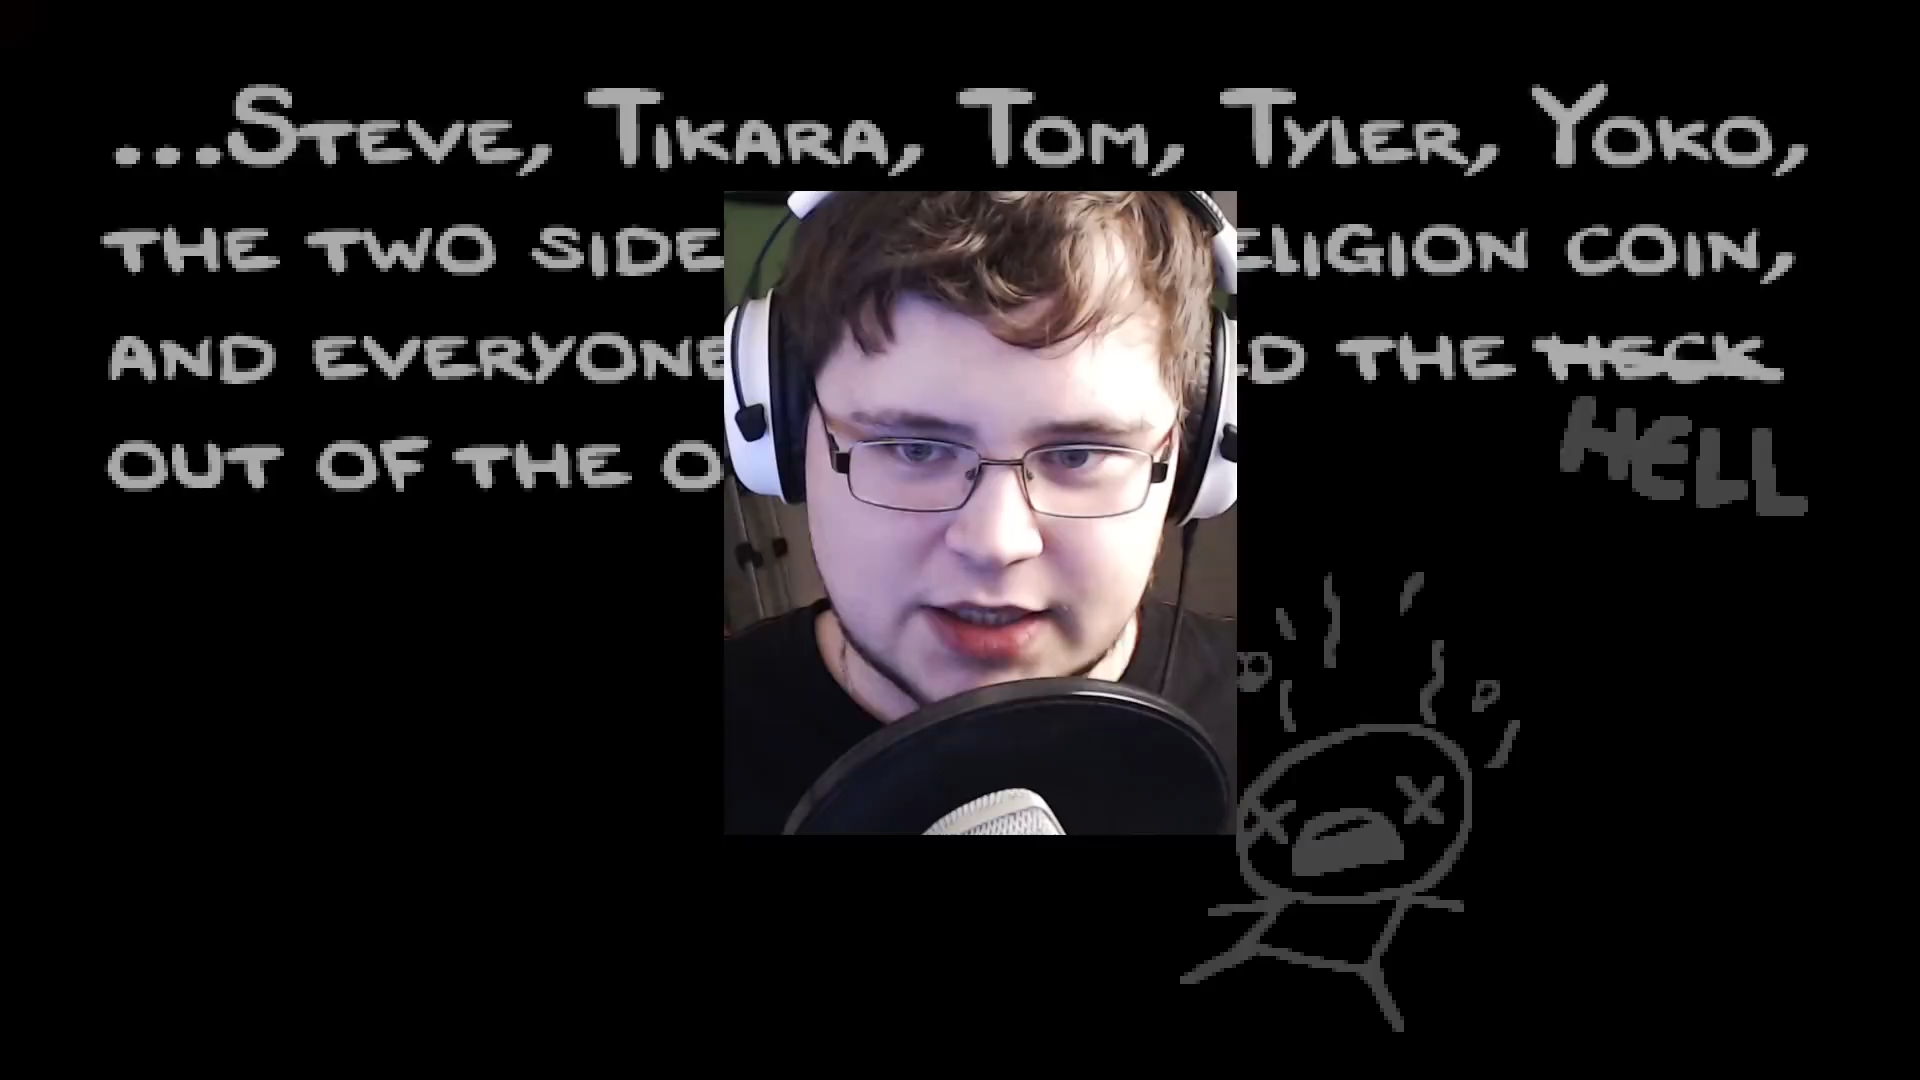 ...Steve, Tikara, Tom, Tyler, Yoko,
the two side eligion coin,
and everyone d the heck
HELL
out of the o